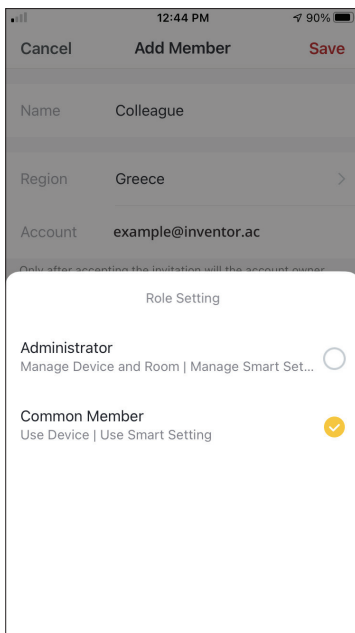 12:44 PM 90%
Cancel Add Member Save
Name Colleague
Region Greece
Account example@inventor.ac
Only after accepting the invitation will the account owner
Role Setting
Administrator
Manage Device and Room | Manage Smart Set...
Common Member
Use Device | Use Smart Setting